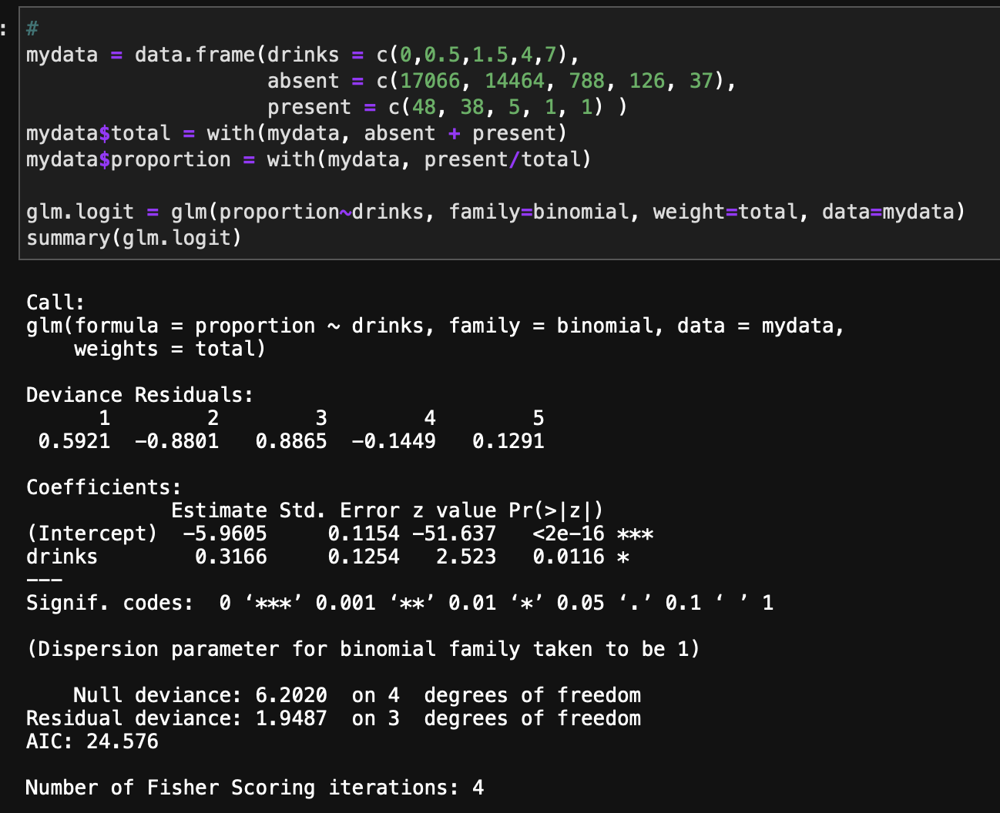 : #
mydata = data.frame(drinks = c(0,0.5,1.5,4,7),
                    absent = c(17066, 14464, 788, 126, 37),
                    present = c(48, 38, 5, 1, 1) )
mydata$total = with(mydata, absent + present)
mydata$proportion = with(mydata, present/total)

glm.logit = glm(proportion~drinks, family=binomial, weight=total, data=mydata)
summary(glm.logit)

Call:
glm(formula = proportion ~ drinks, family = binomial, data = mydata,
    weights = total)

Deviance Residuals:
      1        2        3        4        5
 0.5921  -0.8801   0.8865  -0.1449   0.1291

Coefficients:
            Estimate Std. Error z value Pr(>|z|)
(Intercept)  -5.9605     0.1154 -51.637   <2e-16 ***
drinks        0.3166     0.1254   2.523   0.0116 *
---
Signif. codes:  0 ‘***’ 0.001 ‘**’ 0.01 ‘*’ 0.05 ‘.’ 0.1 ‘ ’ 1

(Dispersion parameter for binomial family taken to be 1)

    Null deviance: 6.2020  on 4  degrees of freedom
Residual deviance: 1.9487  on 3  degrees of freedom
AIC: 24.576

Number of Fisher Scoring iterations: 4